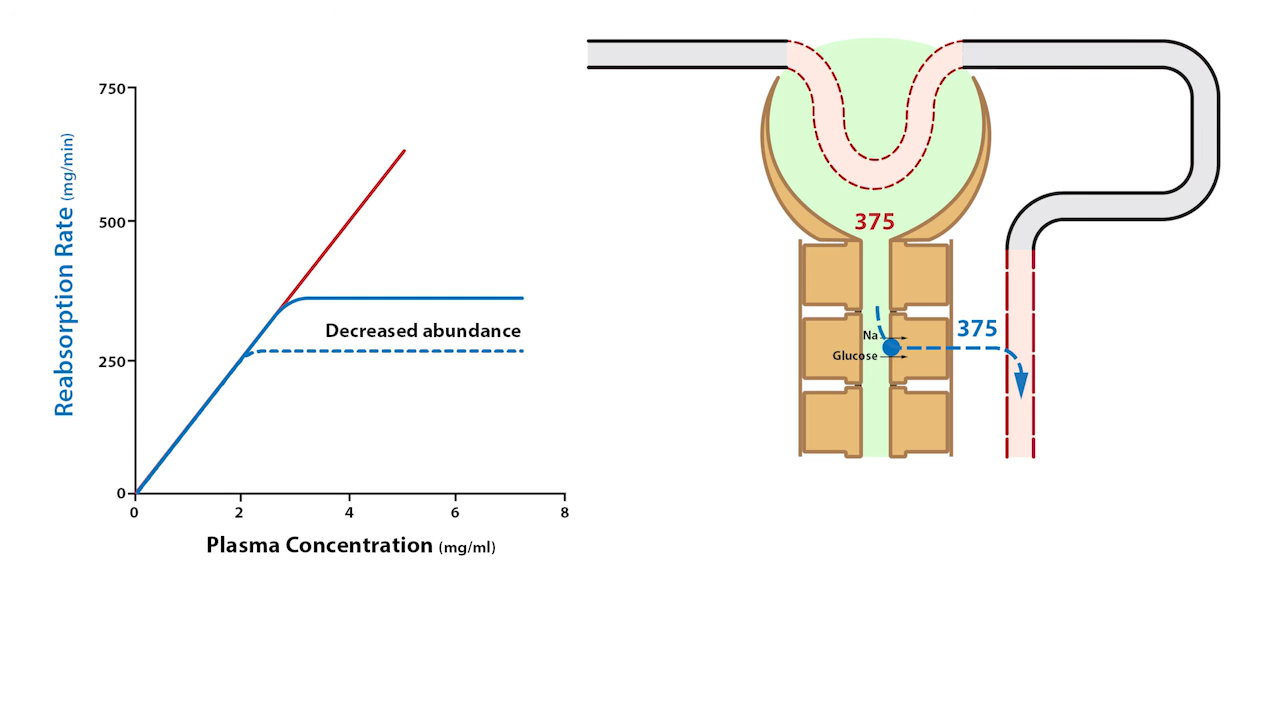 Reabsorption Rate (mg/min)
750
500
250
0
0 2 4 6 8
Plasma Concentration (mg/ml)
Decreased abundance
375
Na
Glucose
375